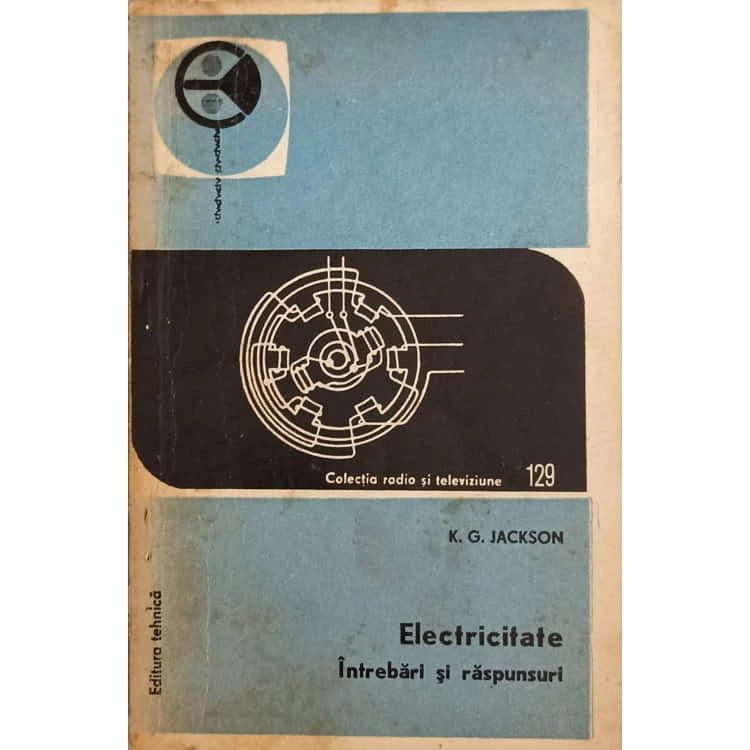 Colecția radio și televiziune 129
K. G. JACKSON
Electricitate
Întrebări și răspunsuri
Editura tehnică